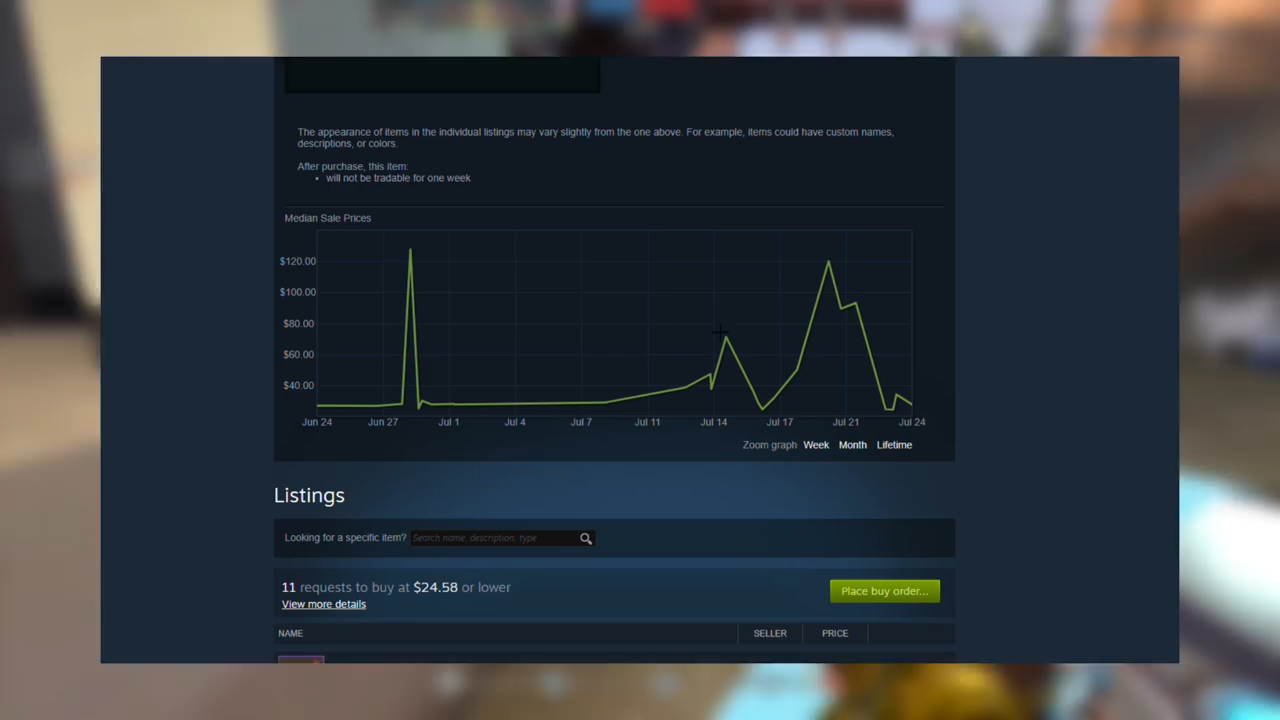 The appearance of items in the individual listings may vary slightly from the one above. For example, items could have custom names,
descriptions, or colors.
After purchase, this item:
• will not be tradable for one week
Median Sale Prices
$120.00
$100.00
$80.00
$60.00
$40.00
Jun 24 Jun 27 Jul 1 Jul 4 Jul 7 Jul 11 Jul 14 Jul 17 Jul 21 Jul 24
Zoom graph Week Month Lifetime
Listings
Looking for a specific item? Search name, description, type
11 requests to buy at $24.58 or lower
Place buy order...
View more details
NAME SELLER PRICE